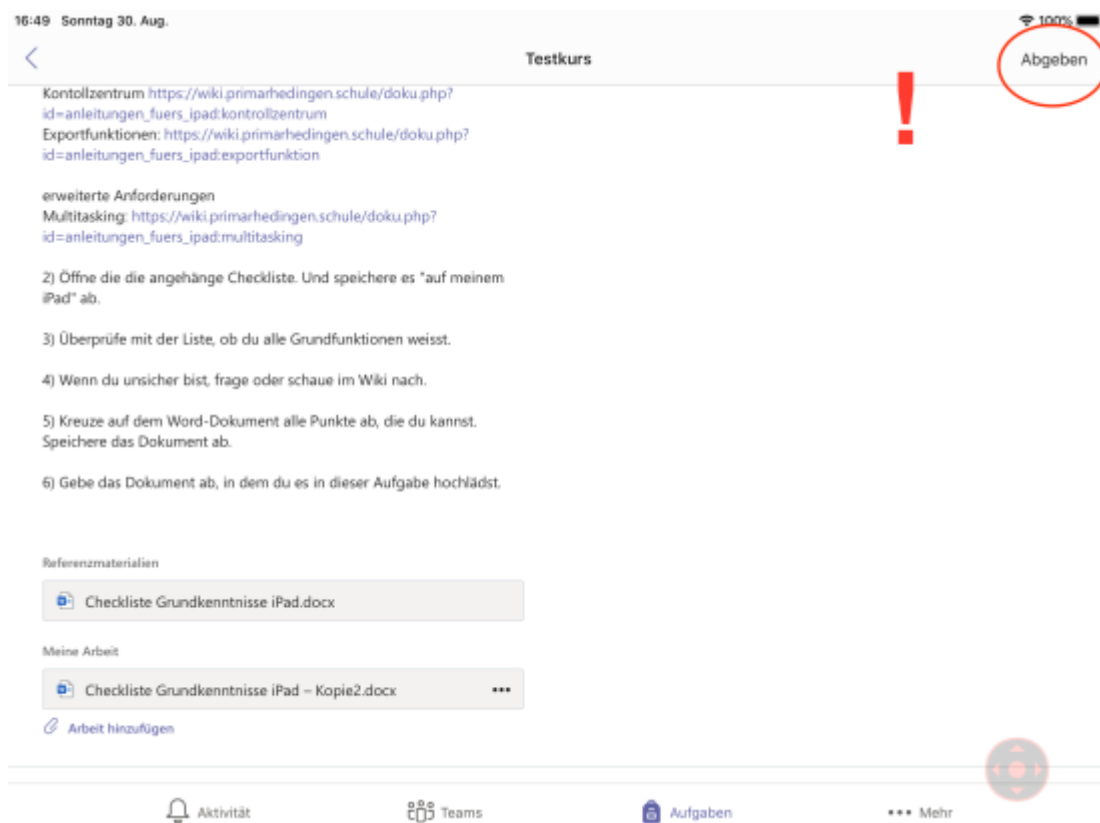 16:49 Sonntag 30. Aug.
100%
Testkurs
Abgeben
!
Kontollzentrum https://wiki.primarhedingen.schule/doku.php?
id=anleitungen_fuers_ipad:kontrollzentrum
Exportfunktionen: https://wiki.primarhedingen.schule/doku.php?
id=anleitungen_fuers_ipad:exportfunktion
erweiterte Anforderungen
Multitasking: https://wiki.primarhedingen.schule/doku.php?
id=anleitungen_fuers_ipad:multitasking
2) Öffne die die angehänge Checkliste. Und speichere es "auf meinem
iPad" ab.
3) Überprüfe mit der Liste, ob du alle Grundfunktionen weisst.
4) Wenn du unsicher bist, frage oder schaue im Wiki nach.
5) Kreuze auf dem Word-Dokument alle Punkte ab, die du kannst.
Speichere das Dokument ab.
6) Gebe das Dokument ab, in dem du es in dieser Aufgabe hochlädst.
Referenzmaterialien
Checkliste Grundkenntnisse iPad.docx
Meine Arbeit
Checkliste Grundkenntnisse iPad – Kopie2.docx
Arbeit hinzufügen
Aktivität
Teams
Aufgaben
Mehr